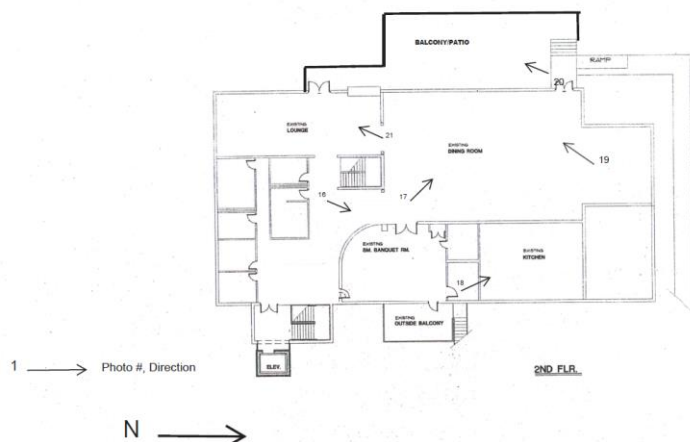 BALCONY/PATIO
RAMP
20
EXISTING
LOUNGE
21
EXISTING
DINING ROOM
19
16
17
EXISTING
SM. BANQUET RM.
EXISTING
KITCHEN
18
EXISTING
OUTSIDE BALCONY
ELEV.
1
Photo #, Direction
2ND FLR.
N